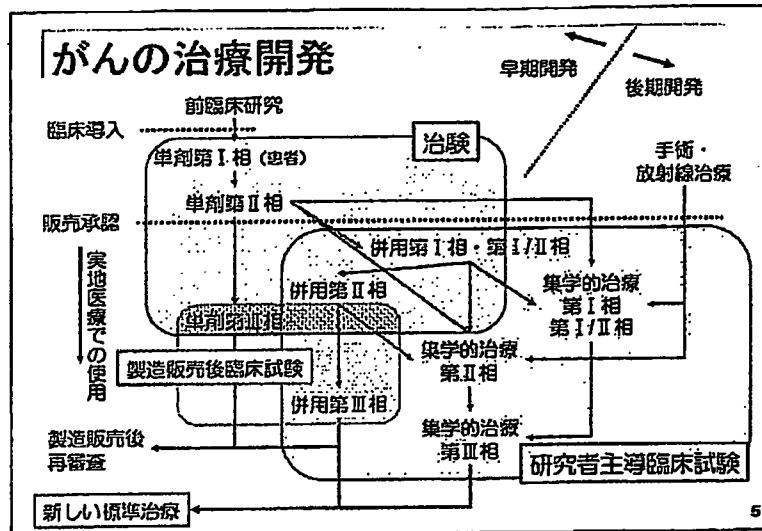 がんの治療開発
早期開発
後期開発
前臨床研究
臨床導入
治験
単剤第Ⅰ相 (患者)
手術・
放射線治療
単剤第Ⅱ相
販売承認
併用第Ⅰ相・第Ⅰ/Ⅱ相
実地医療での使用
併用第Ⅱ相
集学的治療
第Ⅰ相
第Ⅰ/Ⅱ相
単剤第Ⅲ相
集学的治療
第Ⅱ相
製造販売後臨床試験
併用第Ⅲ相
製造販売後
再審査
集学的治療
第Ⅲ相
研究者主導臨床試験
新しい標準治療
5